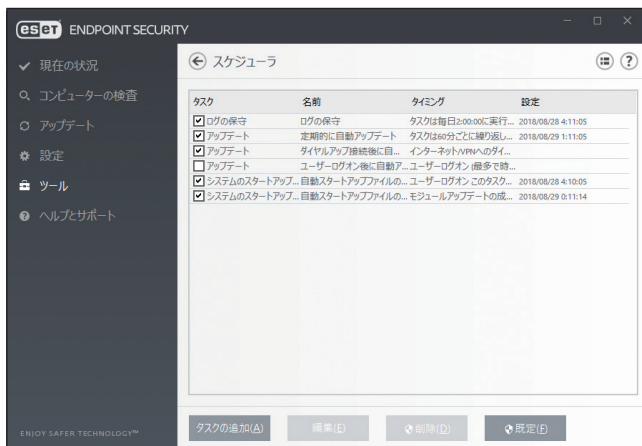 eset ENDPOINT SECURITY
現在の状況
コンピューターの検査
アップデート
設定
ツール
ヘルプとサポート
ENJOY SAFER TECHNOLOGY™
スケジューラ
タスク 名前 タイミング 設定
ログの保守 ログの保守 タスクは毎日2:00:00に実行... 2018/08/28 4:11:05
アップデート 定期的に自動アップデート タスクは60分ごとに繰り返し... 2018/08/29 1:11:05
アップデート ダイヤルアップ接続後に自... インターネット/VPNへのダイ...
アップデート ユーザーログオン後に自動ア... ユーザーログオン (最多で時...
システムのスタートアップ... 自動スタートアップファイルの... ユーザーログオン このタスク... 2018/08/28 4:10:05
システムのスタートアップ... 自動スタートアップファイルの... モジュールアップデートの成... 2018/08/29 0:11:14
タスクの追加(A) 編集(E) 削除(D) 既定(F)